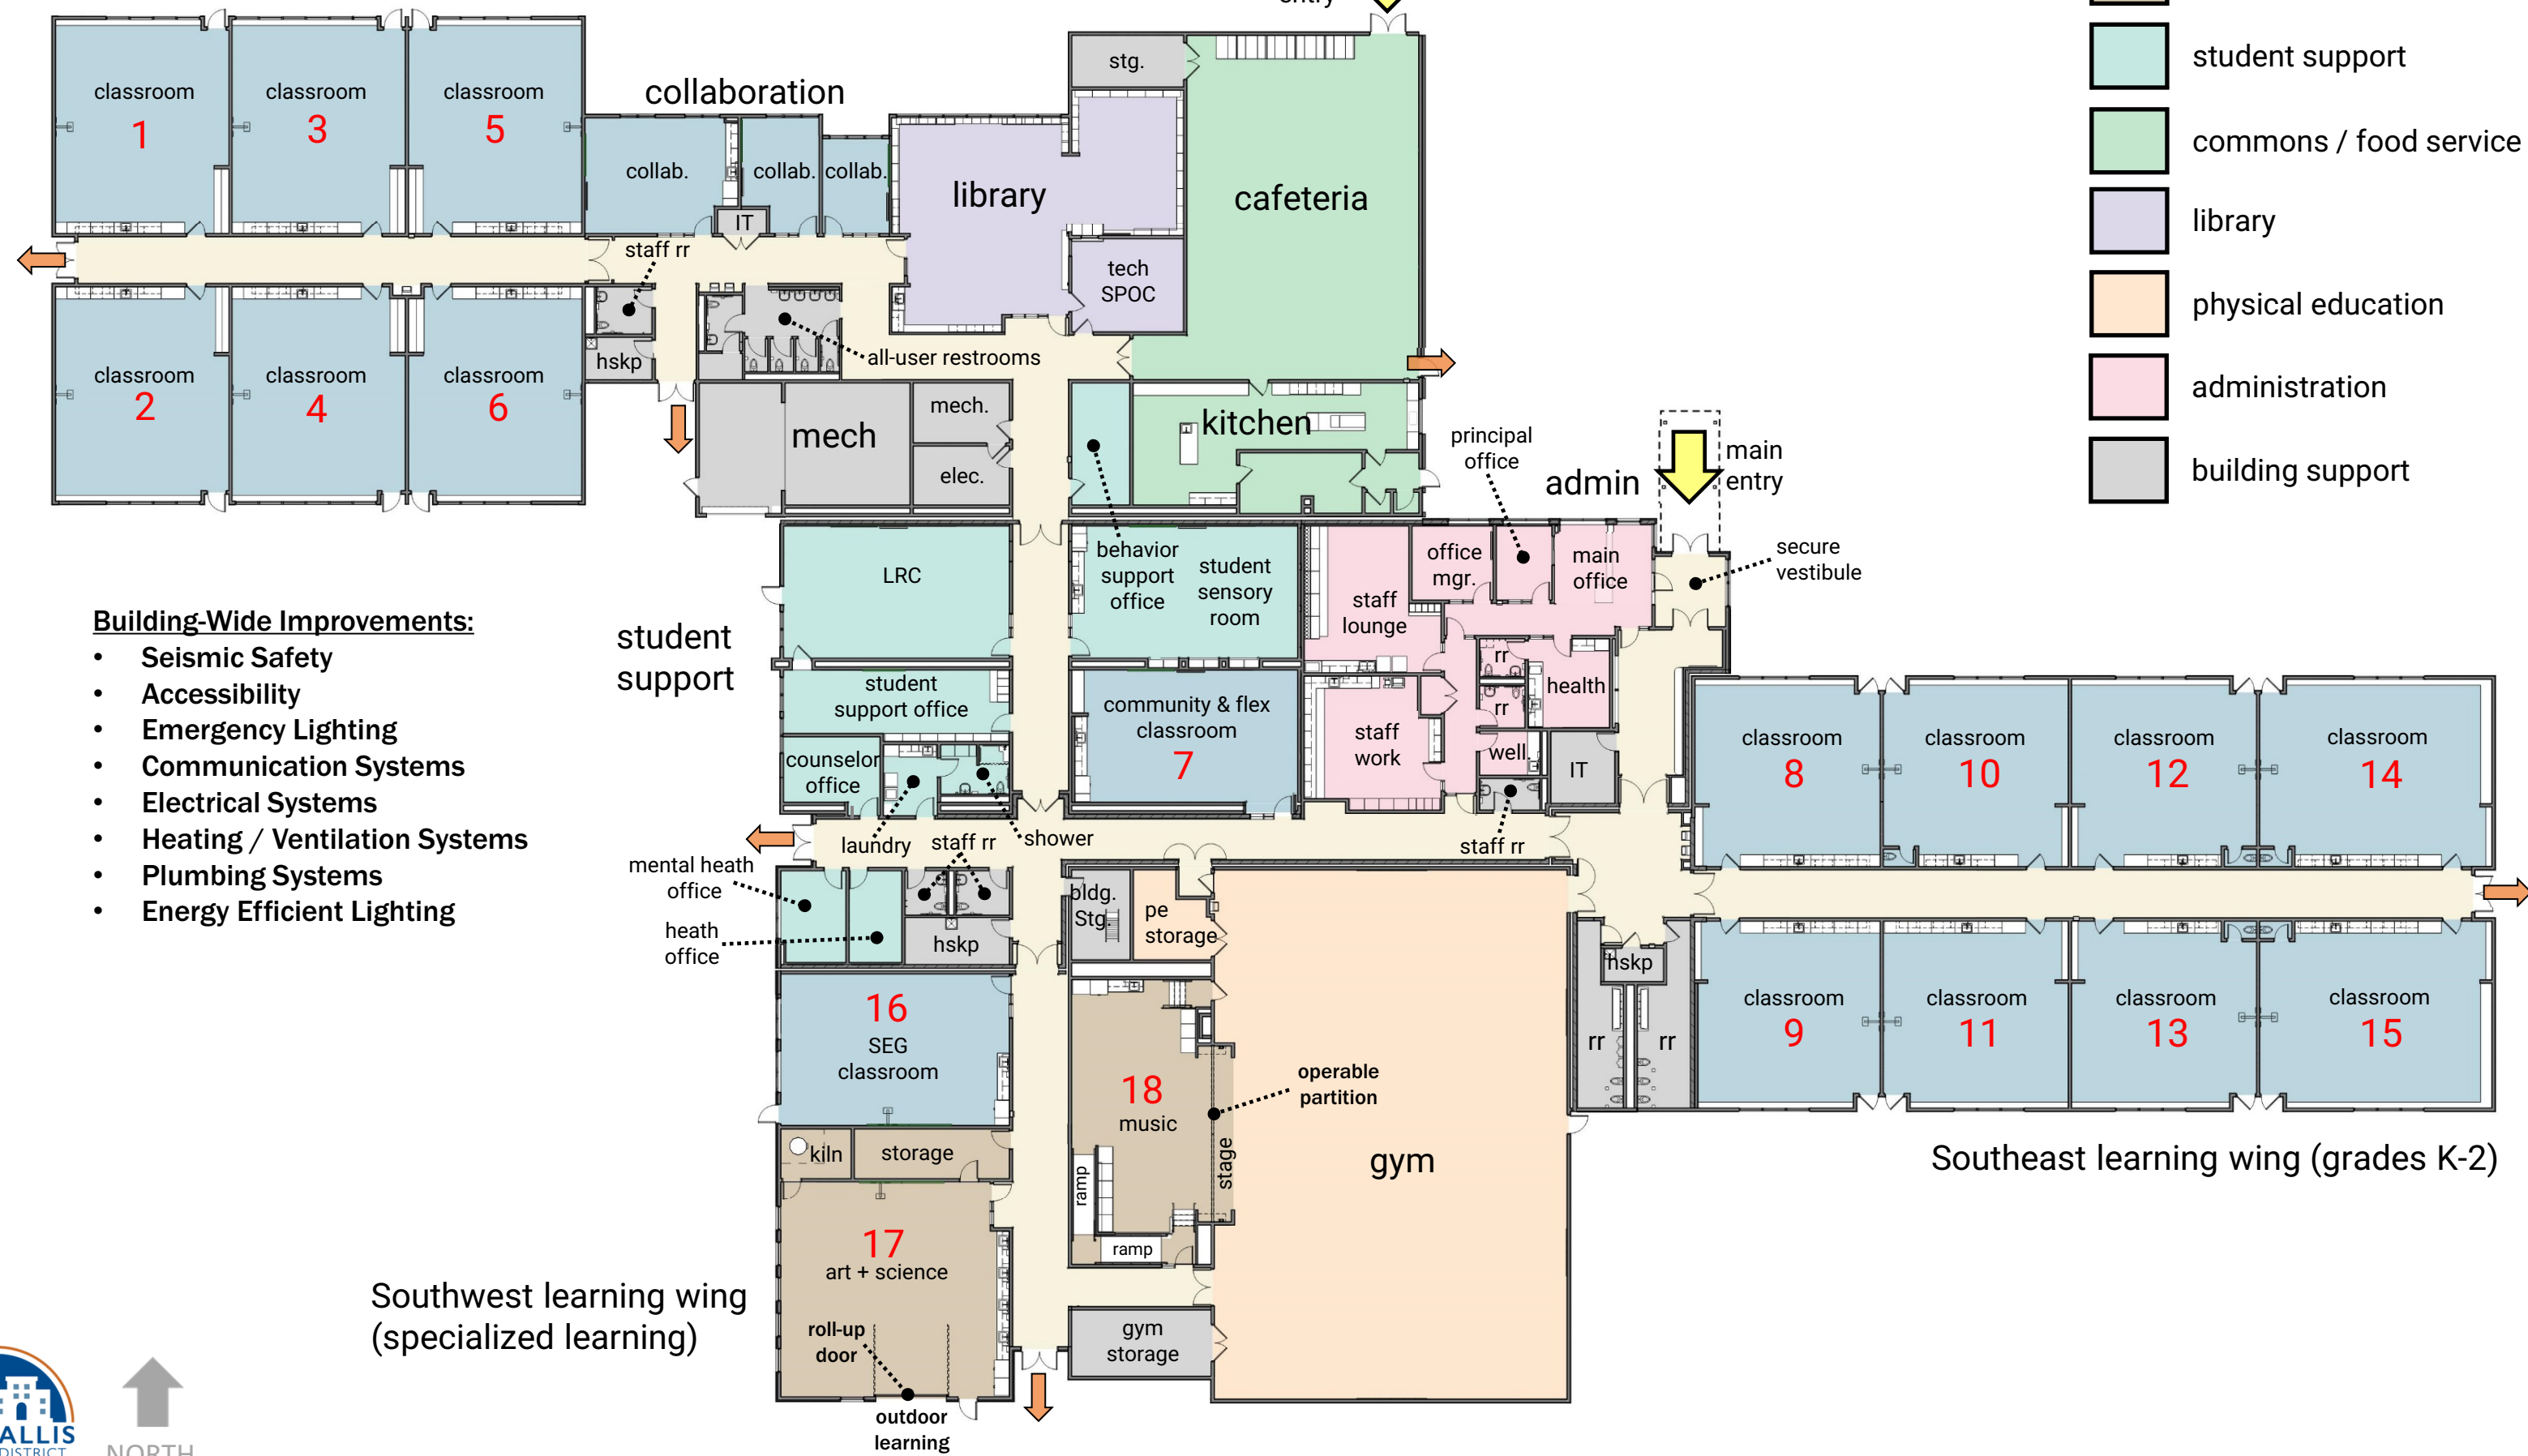 entry
student support
commons / food service
library
physical education
administration
building support
classroom
1
classroom
3
classroom
5
collaboration
collab.
collab.
collab.
IT
library
stg.
cafeteria
tech
SPOC
staff rr
hskp
all-user restrooms
classroom
2
classroom
4
classroom
6
mech
mech.
elec.
kitchen
principal
office
admin
main
entry
secure
vestibule
LRC
behavior
support
office
student
sensory
room
staff
lounge
office
mgr.
main
office
rr
rr
health
student
support
student
support office
counselor
office
community & flex
classroom
7
staff
work
well.
IT
laundry
staff rr
shower
staff rr
mental heath
office
heath
office
hskp
bldg.
Stg.
pe
storage
classroom
8
classroom
10
classroom
12
classroom
14
classroom
9
classroom
11
classroom
13
classroom
15
hskp
rr
rr
Southeast learning wing (grades K-2)
16
SEG
classroom
kiln
storage
17
art + science
roll-up
door
outdoor
learning
18
music
ramp
ramp
stage
operable
partition
gym
gym
storage
Southwest learning wing
(specialized learning)
Building-Wide Improvements:
• Seismic Safety
• Accessibility
• Emergency Lighting
• Communication Systems
• Electrical Systems
• Heating / Ventilation Systems
• Plumbing Systems
• Energy Efficient Lighting
ALLIS
DISTRICT
NORTH